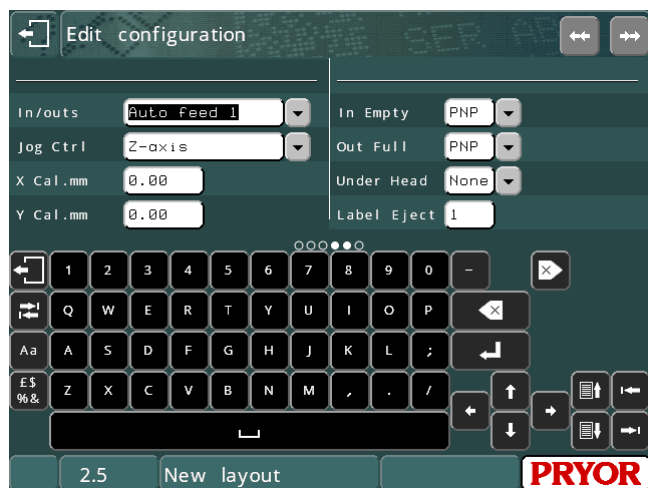 Edit configuration
In/outs Auto feed 1
Jog Ctrl Z-axis
X Cal.mm 0.00
Y Cal.mm 0.00
In Empty PNP
Out Full PNP
Under Head None
Label Eject 1
1 2 3 4 5 6 7 8 9 0 -
Q W E R T Y U I O P
Aa A S D F G H J K L ;
£$
%& Z X C V B N M , . /
2.5 New layout PRYOR